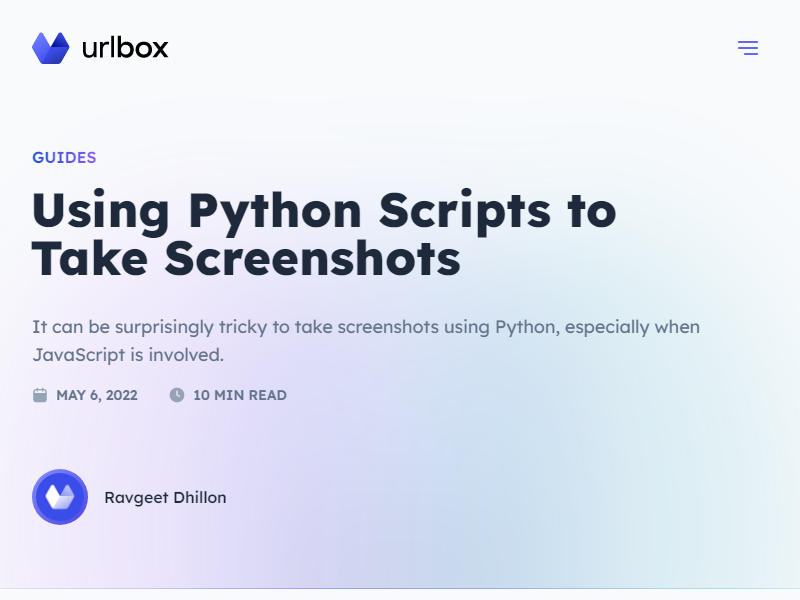 urlbox
GUIDES
Using Python Scripts to
Take Screenshots
It can be surprisingly tricky to take screenshots using Python, especially when
JavaScript is involved.
MAY 6, 2022 10 MIN READ
Ravgeet Dhillon